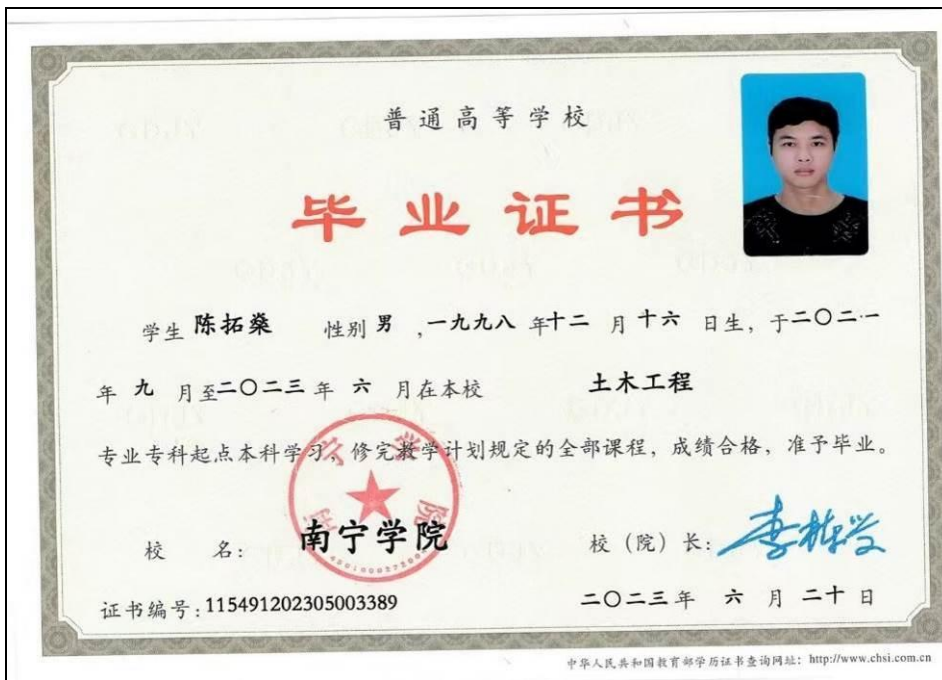 普通高等学校
毕业证书
学生 陈拓燊 性别 男 ,一九九八 年十二 月 十六 日生, 于二〇二一
年 九 月至二〇二三 年 六 月在本校 土木工程
专业专科起点本科学习, 修完教学计划规定的全部课程, 成绩合格, 准予毕业。
南宁学院
校 名: 南宁学院 校 (院) 长:
证书编号: 115491202305003389 二〇二三 年 六 月 二十 日
中华人民共和国教育部学历证书查询网址: http://www.chsi.com.cn